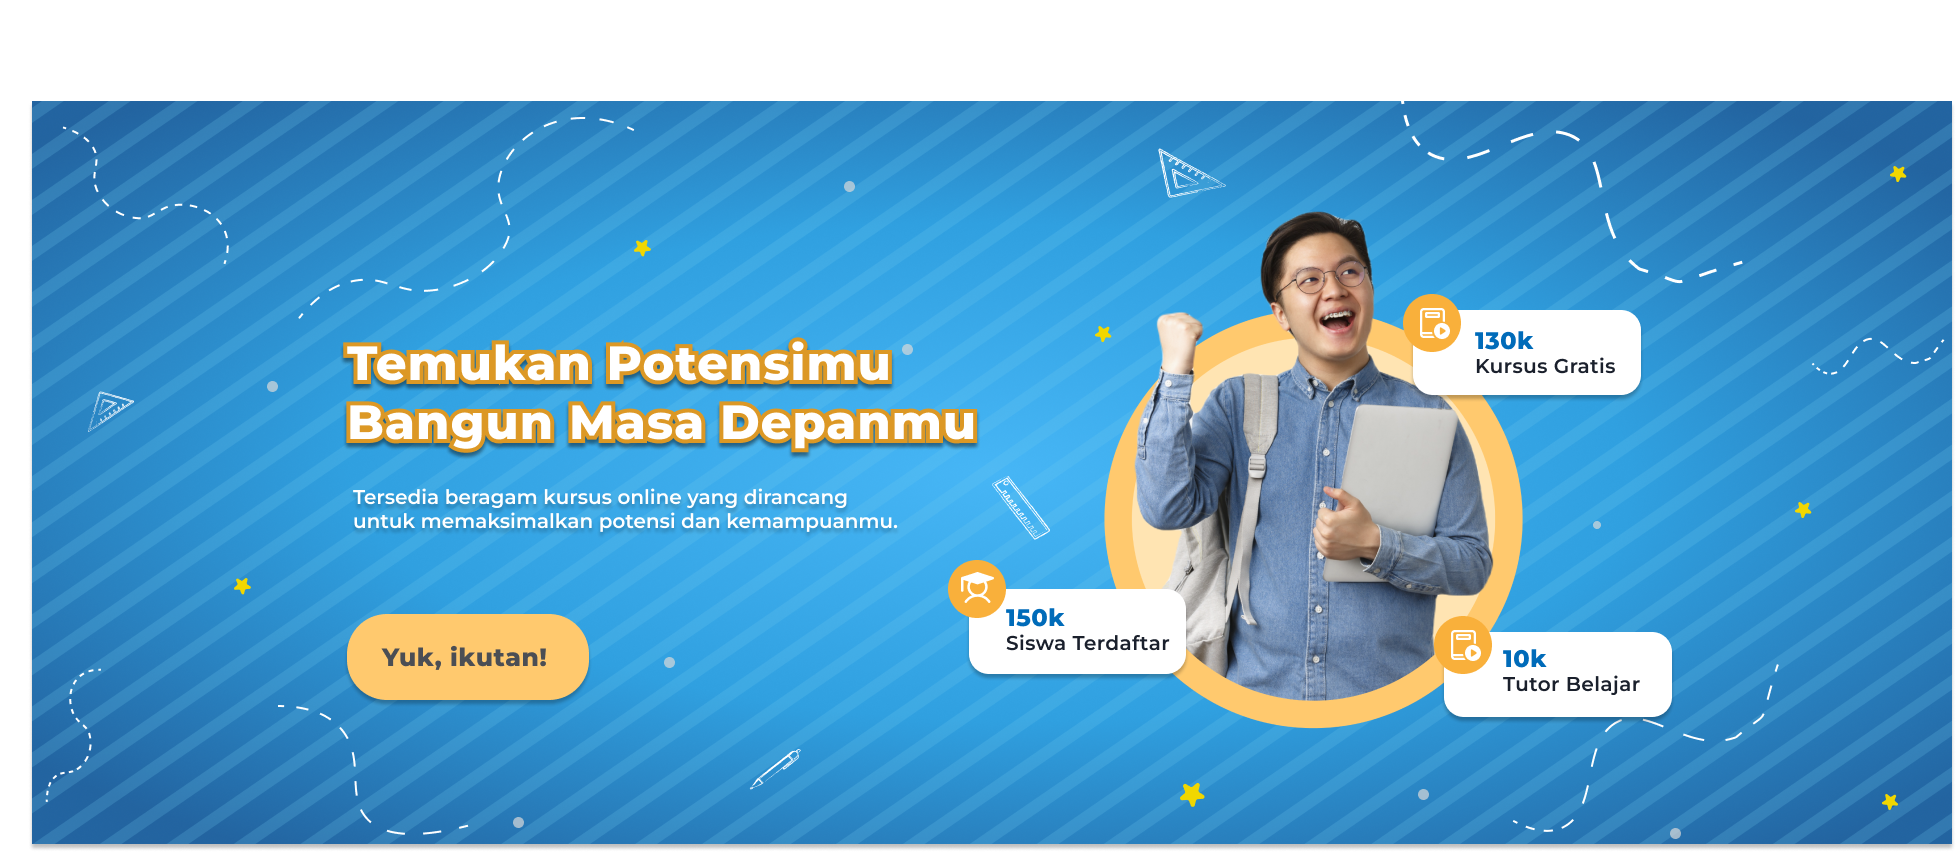 Temukan Potensimu
Bangun Masa Depanmu
Tersedia beragam kursus online yang dirancang
untuk memaksimalkan potensi dan kemampuanmu.
Yuk, ikutan!
130k
Kursus Gratis
150k
Siswa Terdaftar
10k
Tutor Belajar